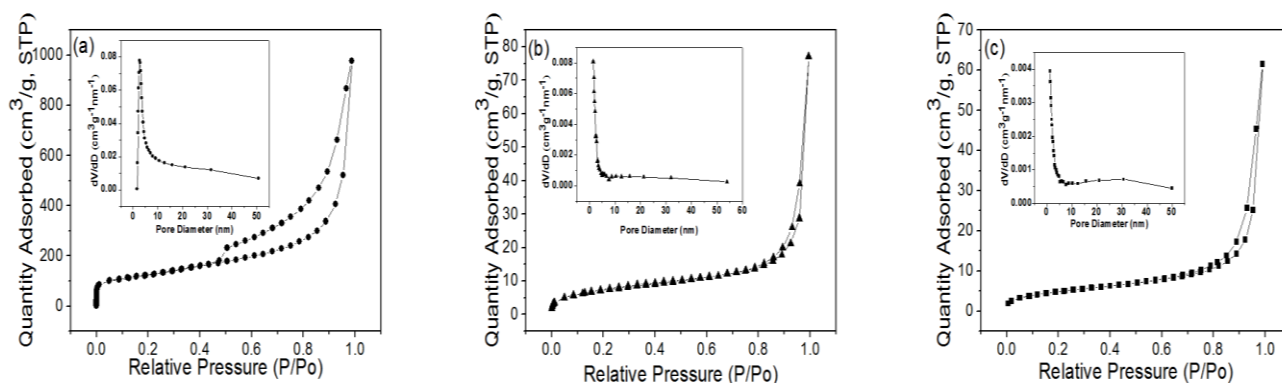 (a)
Quantity Adsorbed (cm³/g, STP)
1000
800
600
400
200
0
0.0 0.2 0.4 0.6 0.8 1.0
Relative Pressure (P/Po)
dV/dD (cm³g⁻¹nm⁻¹)
0.08
0.06
0.04
0.02
0.00
0 10 20 30 40 50
Pore Diameter (nm)
(b)
Quantity Adsorbed (cm³/g, STP)
80
70
60
50
40
30
20
10
0
0.0 0.2 0.4 0.6 0.8 1.0
Relative Pressure (P/Po)
dV/dD (cm³g⁻¹nm⁻¹)
0.008
0.006
0.004
0.002
0.000
0 10 20 30 40 50 60
Pore Diameter (nm)
(c)
Quantity Adsorbed (cm³/g, STP)
70
60
50
40
30
20
10
0
0.0 0.2 0.4 0.6 0.8 1.0
Relative Pressure (P/Po)
dV/dD (cm³g⁻¹nm⁻¹)
0.004
0.003
0.002
0.001
0.000
0 10 20 30 40 50
Pore Diameter (nm)